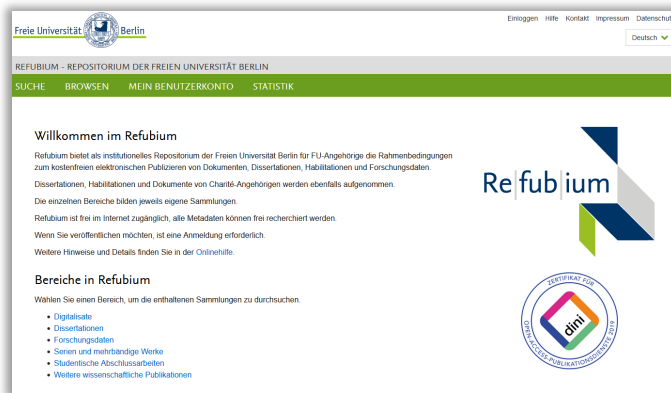 Einloggen Hilfe Kontakt Impressum Datenschut
Freie Universität Berlin
Deutsch
REFUBIUM - REPOSITORIUM DER FREIEN UNIVERSITÄT BERLIN
SUCHE BROWSEN MEIN BENUTZERKONTO STATISTIK
Willkommen im Refubium
Refubium bietet als institutionelles Repositorium der Freien Universität Berlin für FU-Angehörige die Rahmenbedingungen
zum kostenfreien elektronischen Publizieren von Dokumenten, Dissertationen, Habilitationen und Forschungsdaten.
Dissertationen, Habilitationen und Dokumente von Charité-Angehörigen werden ebenfalls aufgenommen.
Die einzelnen Bereiche bilden jeweils eigene Sammlungen.
Refubium ist frei im Internet zugänglich, alle Metadaten können frei recherchiert werden.
Wenn Sie veröffentlichen möchten, ist eine Anmeldung erforderlich.
Weitere Hinweise und Details finden Sie in der Onlinehilfe.
Re|fub|ium
Bereiche in Refubium
Wählen Sie einen Bereich, um die enthaltenen Sammlungen zu durchsuchen.
Digitalisate
Dissertationen
Forschungsdaten
Serien und mehrbändige Werke
Studentische Abschlussarbeiten
Weitere wissenschaftliche Publikationen
ZERTIFIKAT FÜR
dini
OPEN-ACCESS-PUBLIKATIONSDIENSTE 2019